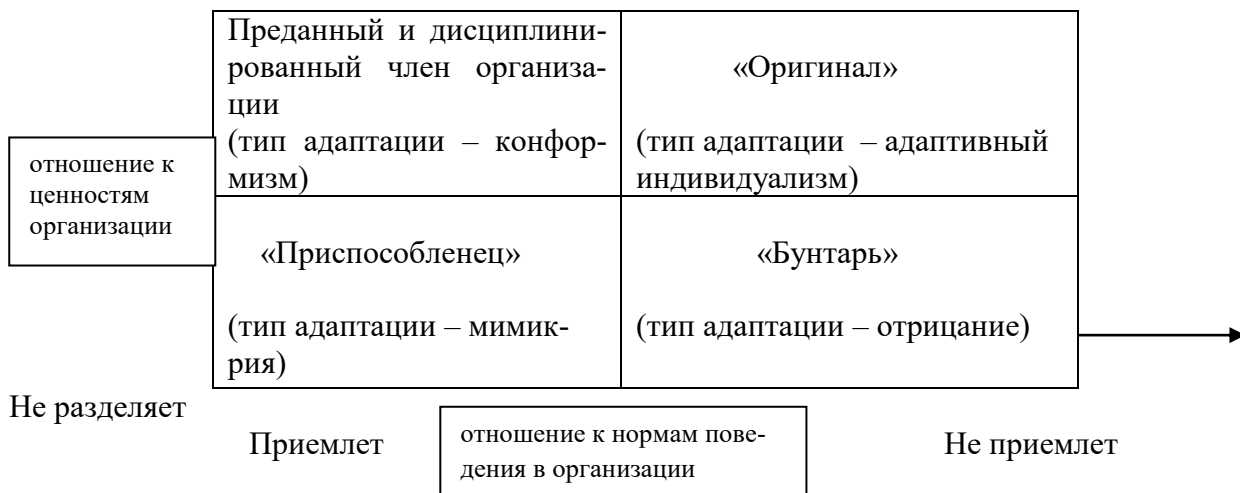 Преданный и дисциплини-
рованный член организа-
ции
(тип адаптации – конфор-
мизм)
«Оригинал»
(тип адаптации – адаптивный
индивидуализм)
отношение к
ценностям
организации
«Приспособленец»
(тип адаптации – мимик-
рия)
«Бунтарь»
(тип адаптации – отрицание)
Не разделяет
Приемлет
отношение к нормам пове-
дения в организации
Не приемлет